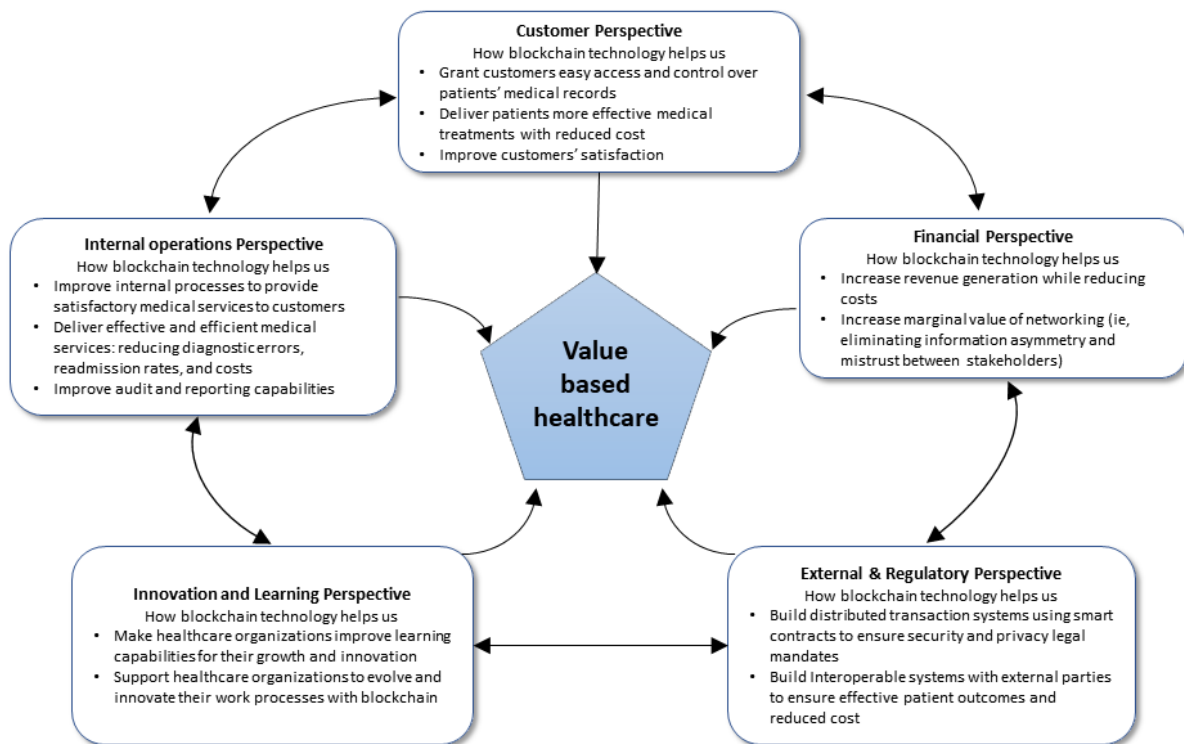 Customer Perspective
How blockchain technology helps us
• Grant customers easy access and control over
patients' medical records
• Deliver patients more effective medical
treatments with reduced cost
• Improve customers' satisfaction
Internal operations Perspective
How blockchain technology helps us
• Improve internal processes to provide
satisfactory medical services to customers
• Deliver effective and efficient medical
services: reducing diagnostic errors,
readmission rates, and costs
• Improve audit and reporting capabilities
Financial Perspective
How blockchain technology helps us
• Increase revenue generation while reducing
costs
• Increase marginal value of networking (ie,
eliminating information asymmetry and
mistrust between stakeholders)
Value
based
healthcare
Innovation and Learning Perspective
How blockchain technology helps us
• Make healthcare organizations improve learning
capabilities for their growth and innovation
• Support healthcare organizations to evolve and
innovate their work processes with blockchain
External & Regulatory Perspective
How blockchain technology helps us
• Build distributed transaction systems using smart
contracts to ensure security and privacy legal
mandates
• Build Interoperable systems with external parties
to ensure effective patient outcomes and
reduced cost